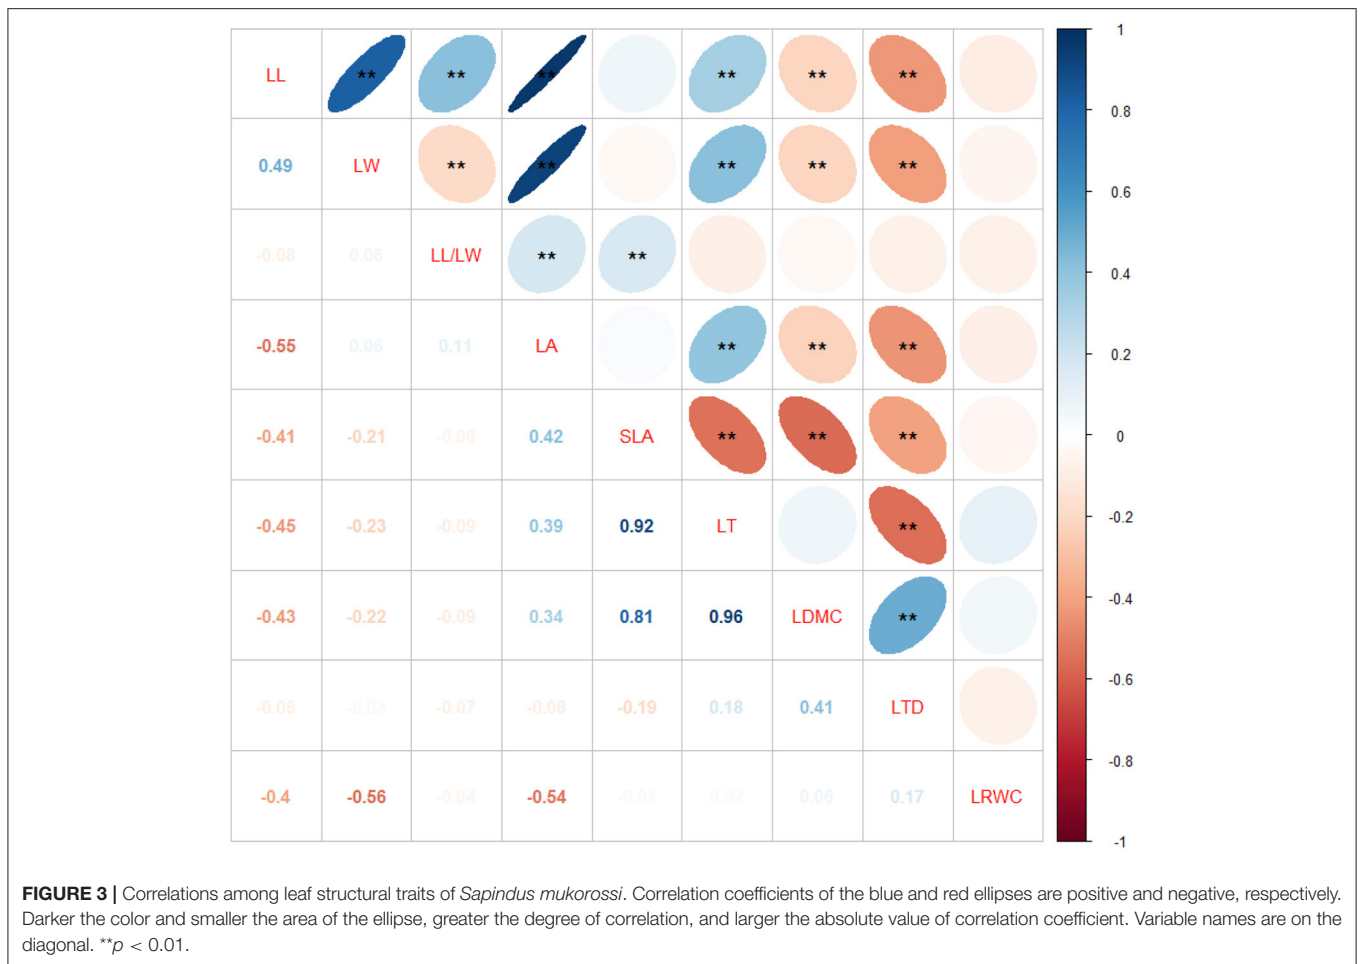 LL ** ** ** ** ** ** 1
0.8
0.49 LW ** ** ** ** **
0.6
-0.08 0.06 LL/LW ** **
0.4
-0.55 0.06 0.11 LA ** ** **
0.2
-0.41 -0.21 -0.06 0.42 SLA ** ** ** 0
-0.45 -0.23 -0.09 0.39 0.92 LT **
-0.2
-0.43 -0.22 -0.09 0.34 0.81 0.96 LDMC **
-0.4
-0.6
-0.08 -0.03 -0.07 -0.08 -0.19 0.18 0.41 LTD
-0.8
-0.4 -0.56 -0.04 -0.54 -0.04 0.02 0.06 0.17 LRWC
-1
FIGURE 3 | Correlations among leaf structural traits of Sapindus mukorossi. Correlation coefficients of the blue and red ellipses are positive and negative, respectively.
Darker the color and smaller the area of the ellipse, greater the degree of correlation, and larger the absolute value of correlation coefficient. Variable names are on the
diagonal. **p < 0.01.